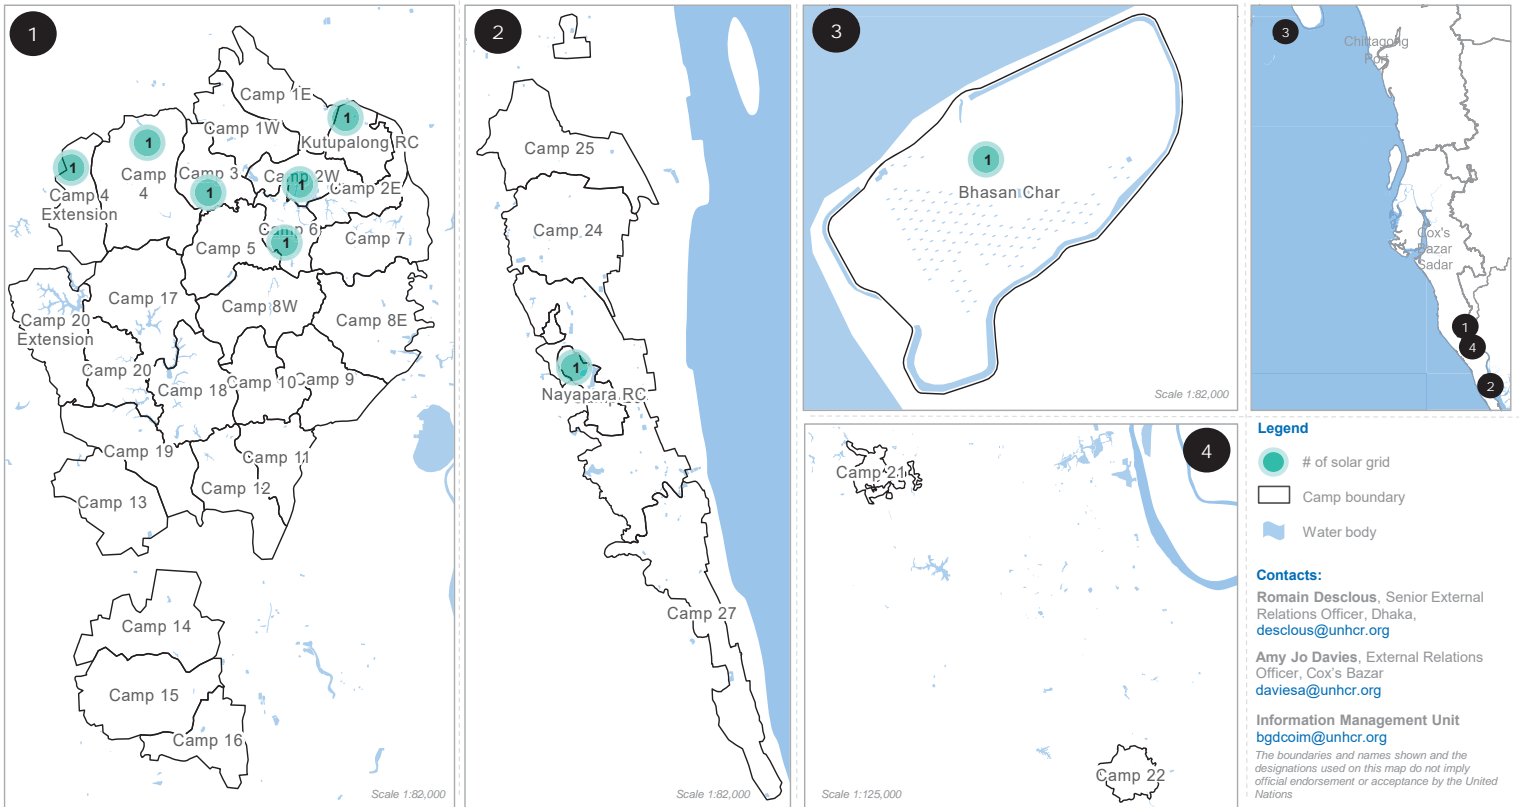 1
Camp 1E
1
Camp 1W
Kutupalong RC
1
1
Camp 3
Camp 2W
Camp 2E
Camp
4
1
1
Camp 4
Extension
Camp 6
Camp 5
1
Camp 7
Camp 17
Camp 8W
Camp 20
Extension
Camp 8E
Camp 20
Camp 18
Camp 10
Camp 9
Camp 19
Camp 11
Camp 12
Camp 13
Camp 14
Camp 15
Camp 16
Scale 1:82,000
2
Camp 25
Camp 24
1
Nayapara RC
Camp 27
Scale 1:82,000
3
1
Bhasan Char
Scale 1:82,000
4
Camp 21
Camp 22
Scale 1:125,000
3
Chittagong
Port
Cox's
Bazar
Sadar
1
4
2
Legend
# of solar grid
Camp boundary
Water body
Contacts:
Romain Desclous, Senior External
Relations Officer, Dhaka,
desclous@unhcr.org
Amy Jo Davies, External Relations
Officer, Cox's Bazar
daviesa@unhcr.org
Information Management Unit
bgdcoim@unhcr.org
The boundaries and names shown and the
designations used on this map do not imply
official endorsement or acceptance by the United
Nations